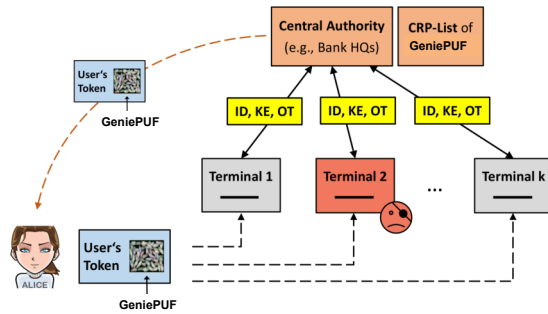 Central Authority
(e.g., Bank HQs)
CRP-List of
GeniePUF
User's
Token
GeniePUF
ID, KE, OT
ID, KE, OT
ID, KE, OT
Terminal 1
Terminal 2
...
Terminal k
ALICE
User's
Token
GeniePUF